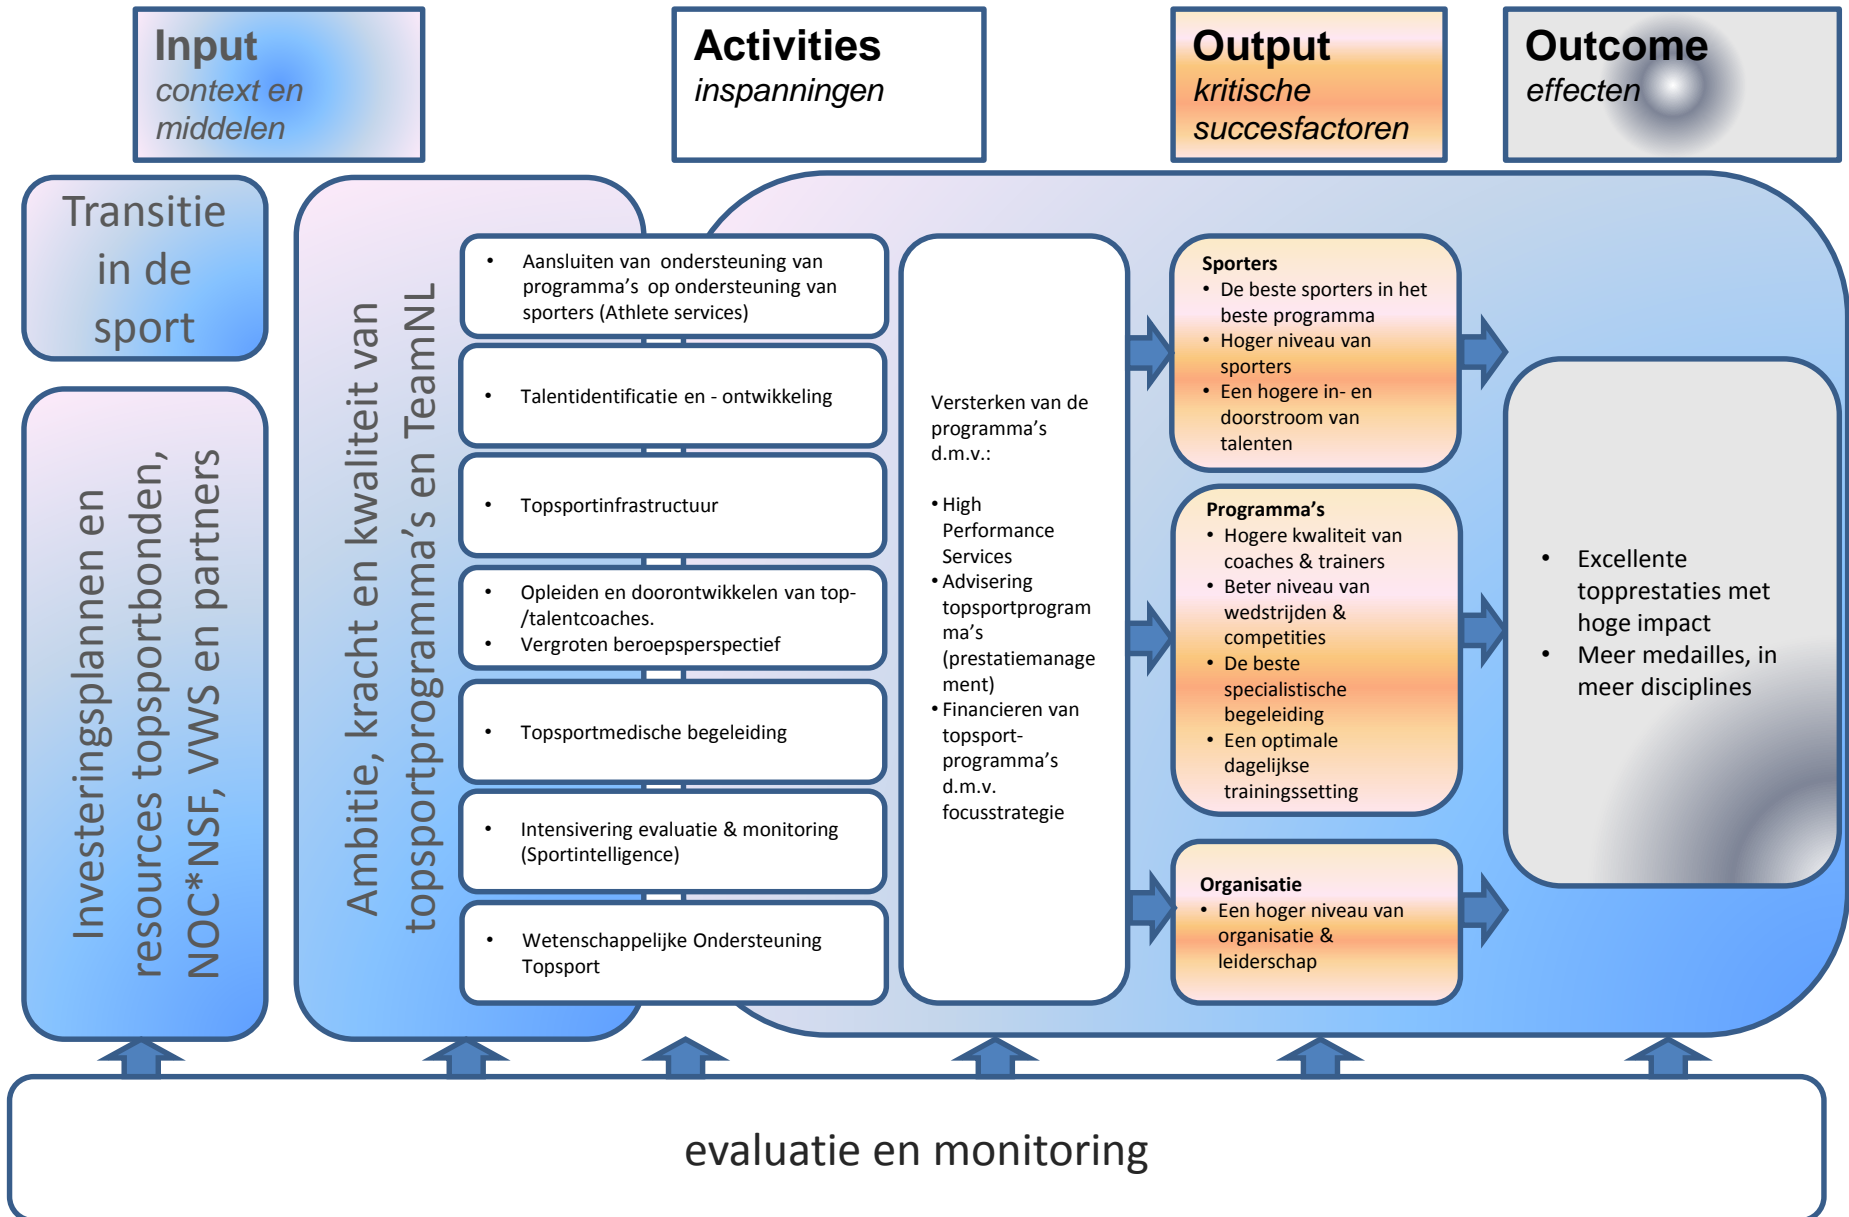 Input
context en
middelen
Activities
inspanningen
Output
kritische
succesfactoren
Outcome
effecten
Transitie
in de
sport
Investeringsplannen en
resources topsportbonden,
NOC*NSF, VWS en partners
Ambitie, kracht en kwaliteit van
topsportprogramma's en TeamNL
• Aansluiten van ondersteuning van
programma's op ondersteuning van
sporters (Athlete services)
• Talentidentificatie en - ontwikkeling
• Topsportinfrastructuur
• Opleiden en doorontwikkelen van top-
/talentcoaches.
• Vergroten beroepsperspectief
• Topsportmedische begeleiding
• Intensivering evaluatie & monitoring
(Sportintelligence)
• Wetenschappelijke Ondersteuning
Topsport
Versterken van de
programma's
d.m.v.:
• High
Performance
Services
• Advisering
topsportprogram
ma's
(prestatiemanage
ment)
• Financieren van
topsport-
programma's
d.m.v.
focusstrategie
Sporters
• De beste sporters in het
beste programma
• Hoger niveau van
sporters
• Een hogere in- en
doorstroom van
talenten
Programma's
• Hogere kwaliteit van
coaches & trainers
• Beter niveau van
wedstrijden &
competities
• De beste
specialistische
begeleiding
• Een optimale
dagelijkse
trainingssetting
Organisatie
• Een hoger niveau van
organisatie &
leiderschap
• Excellente
topprestaties met
hoge impact
• Meer medailles, in
meer disciplines
evaluatie en monitoring